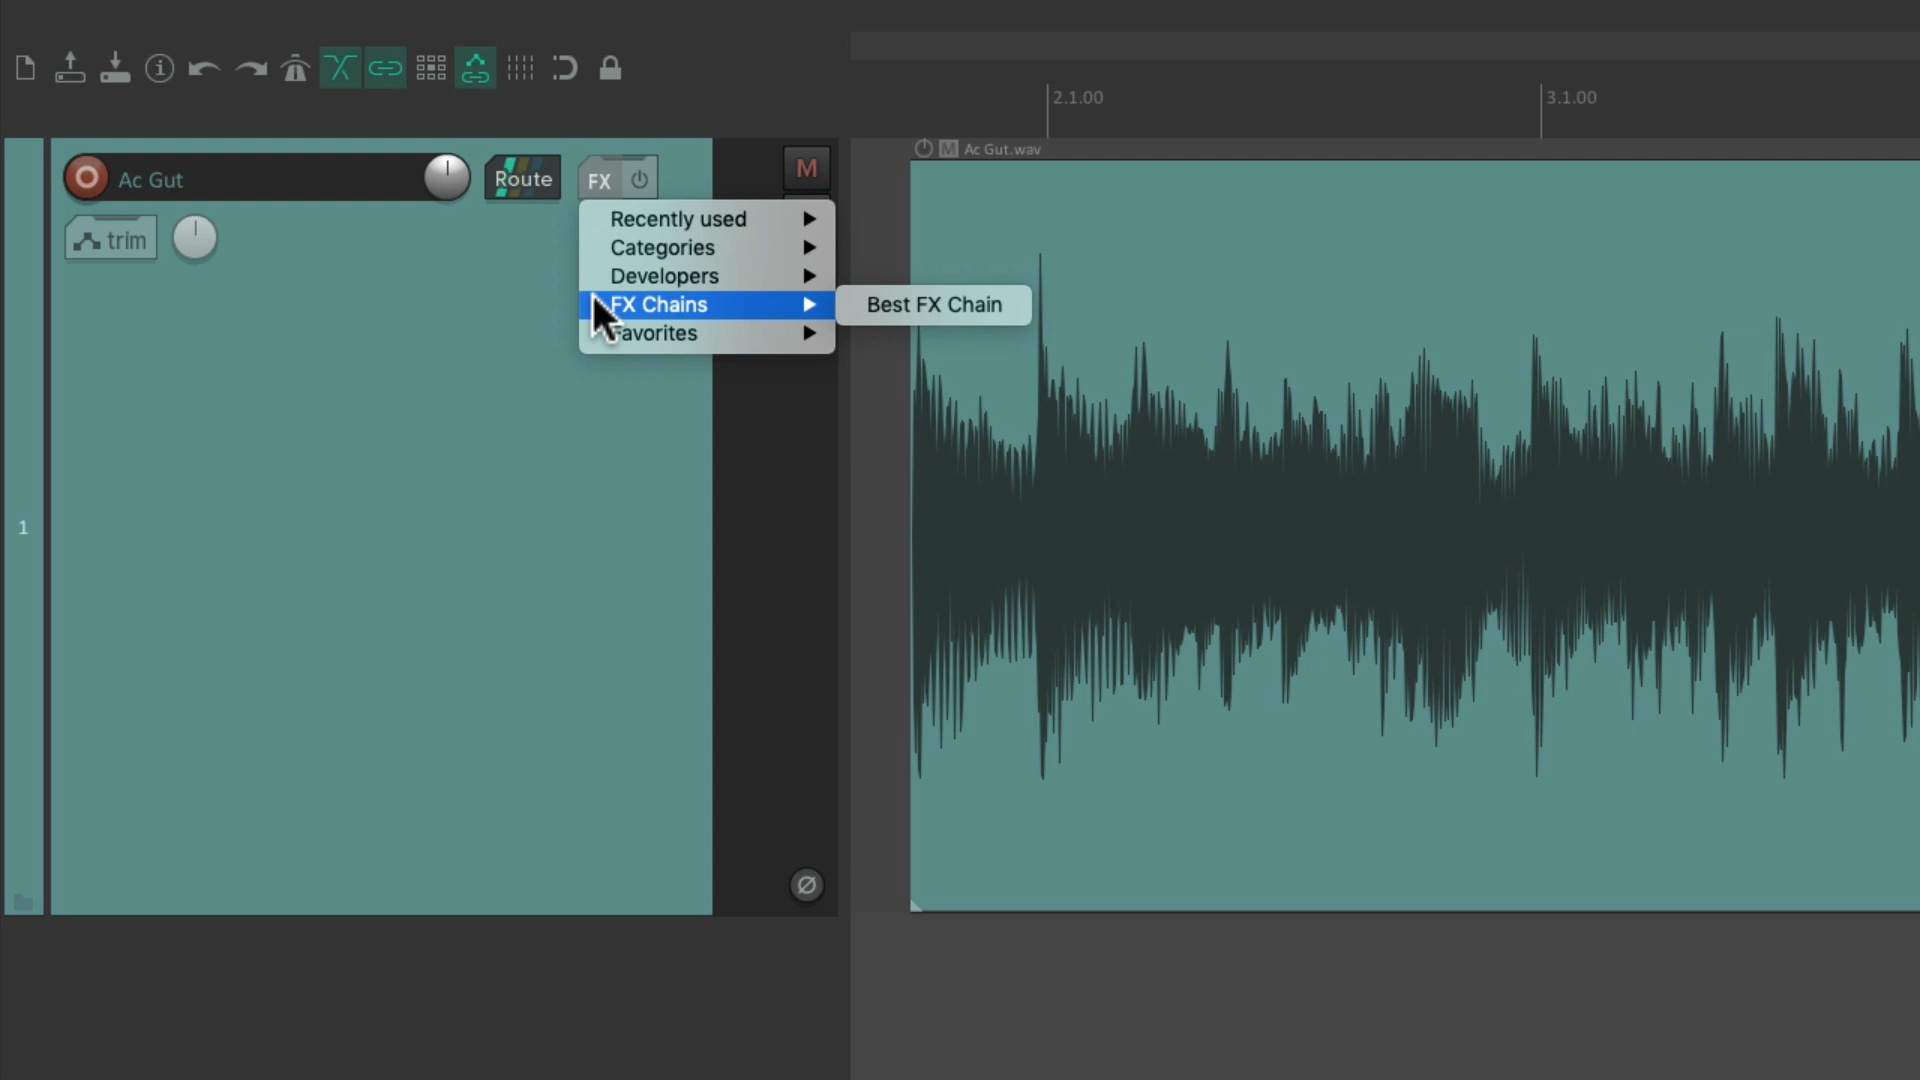 2.1.00
3.1.00
M Ac Gut.wav
Ac Gut
Route
FX
M
trim
Recently used
Categories
Developers
FX Chains
Favorites
Best FX Chain
1